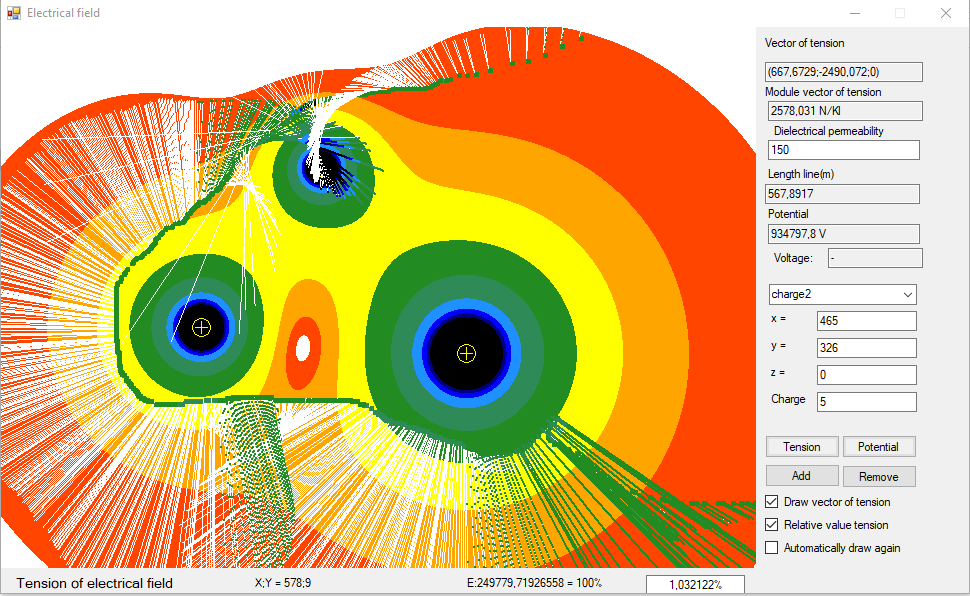 Electrical field
Vector of tension
(667,6729;-2490,072;0)
Module vector of tension
2578,031 N/Kl
Dielectrical permeability
150
Length line(m)
567,8917
Potential
934797,8 V
Voltage: -
charge2
x = 465
y = 326
z = 0
Charge 5
Tension Potential
Add Remove
Draw vector of tension
Relative value tension
Automatically draw again
Tension of electrical field X;Y = 578;9 E:249779,71926558 = 100% 1,032122%